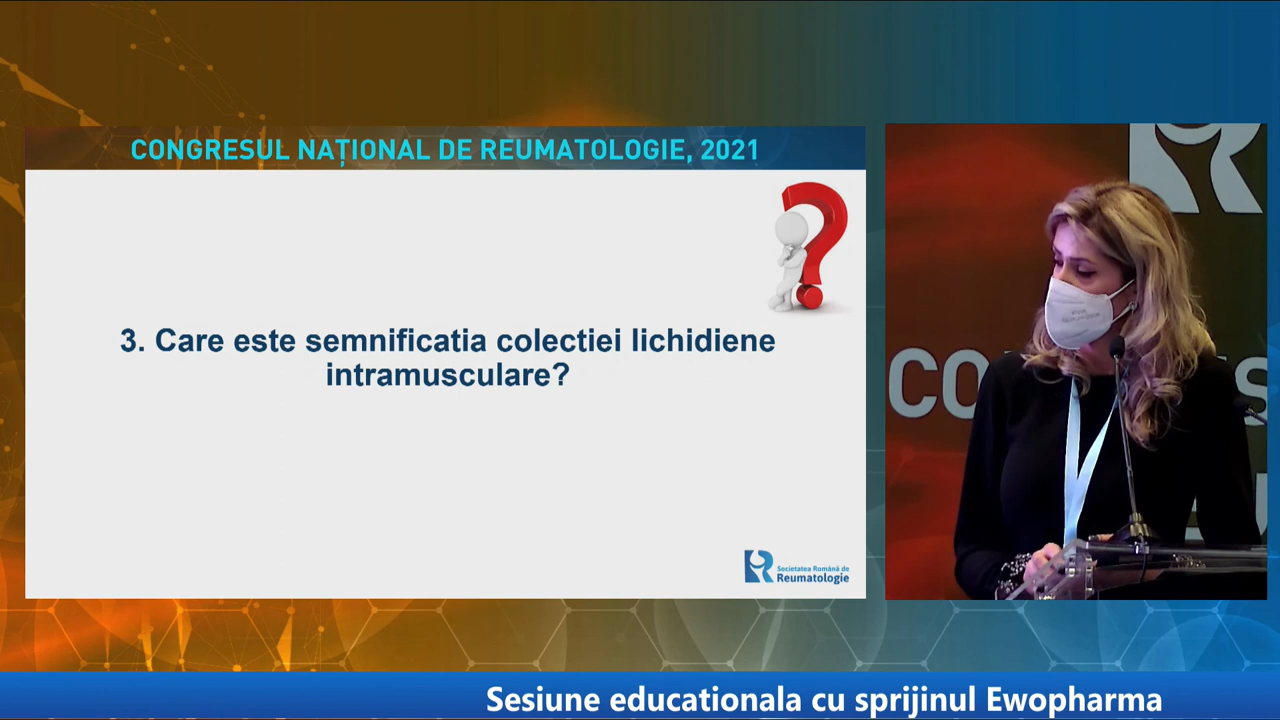 CONGRESUL NAȚIONAL DE REUMATOLOGIE, 2021
3. Care este semnificatia colectiei lichidiene
intramusculare?
Societatea Română de
Reumatologie
CO
S
Sesiune educationala cu sprijinul Ewopharma